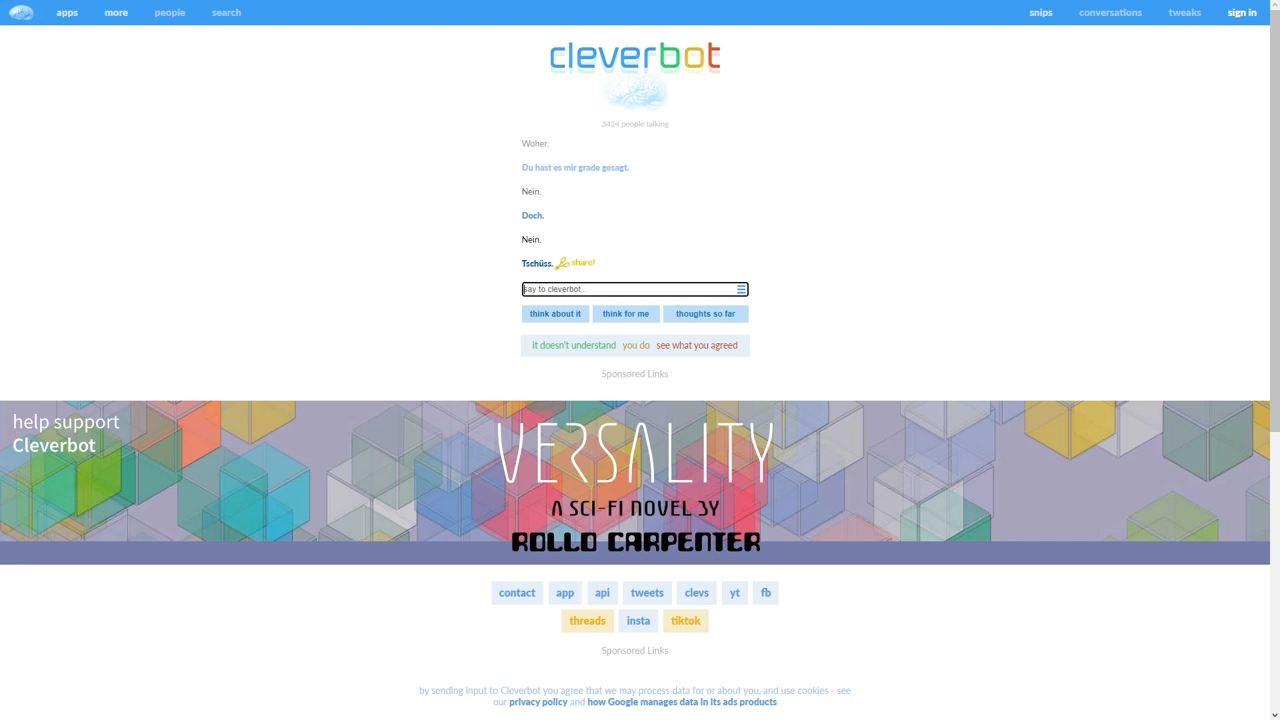 apps more people search snips conversations tweaks sign in
cleverbot
3424 people talking
Woher.
Du hast es mir grade gesagt.
Nein.
Doch.
Nein.
Tschüss. share!
say to cleverbot...
think about it think for me thoughts so far
it doesn't understand you do see what you agreed
Sponsored Links
help support
Cleverbot
VERSALITY
A SCI-FI NOVEL BY
ROLLO CARPENTER
contact app api tweets clevs yt fb
threads insta tiktok
Sponsored Links
by sending input to Cleverbot you agree that we may process data for or about you, and use cookies - see
our privacy policy and how Google manages data in its ads products